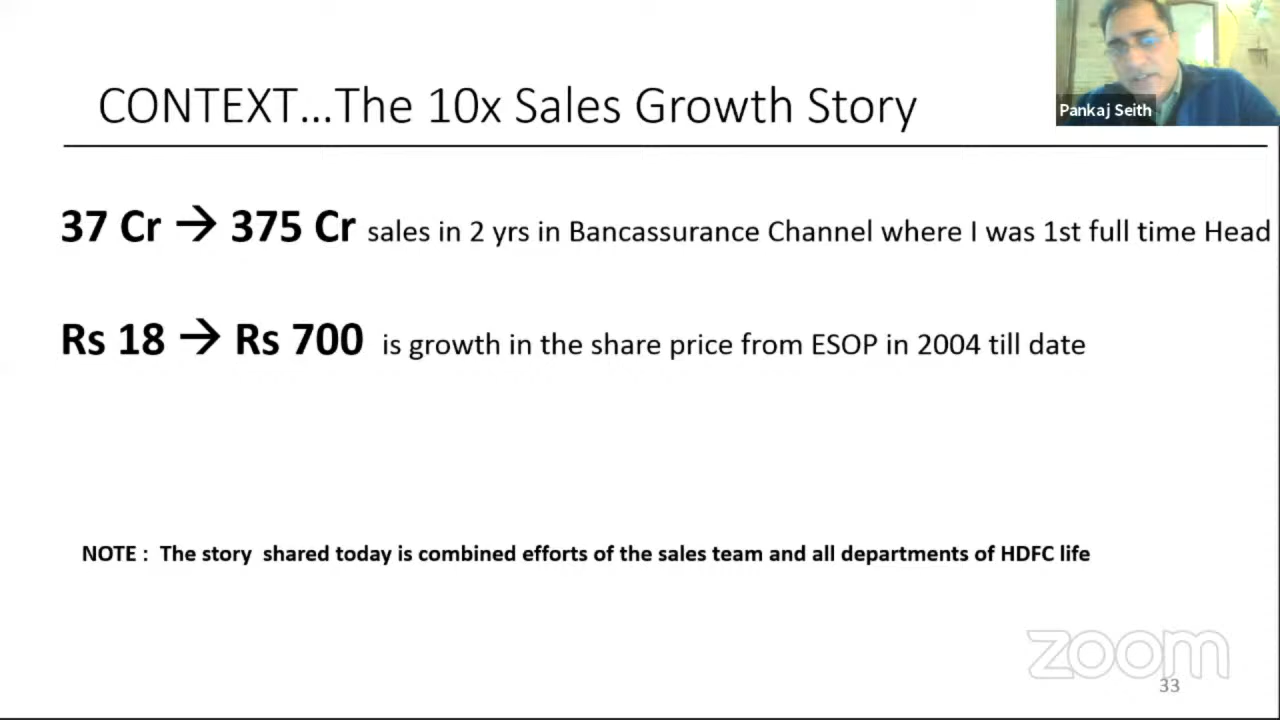 CONTEXT...The 10x Sales Growth Story
Pankaj Seith
37 Cr → 375 Cr sales in 2 yrs in Bancassurance Channel where I was 1st full time Head
Rs 18 → Rs 700 is growth in the share price from ESOP in 2004 till date
NOTE : The story shared today is combined efforts of the sales team and all departments of HDFC life
zoom
33